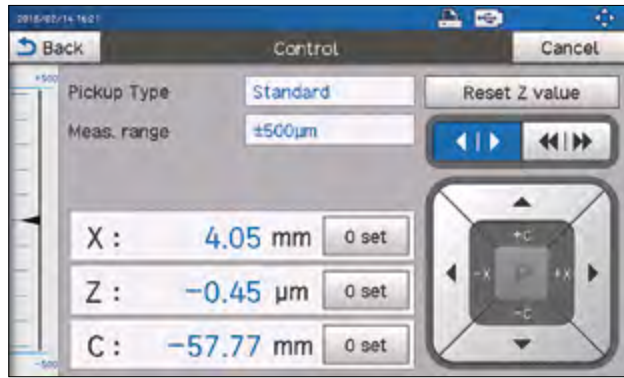 2018/02/14 16:21
Back
Control
Cancel
+500
Pickup Type
Standard
Reset Z value
Meas. range
±500µm
X :
4.05 mm
0 set
Z :
-0.45 µm
0 set
C :
-57.77 mm
0 set
-500
+C
-X
P
+X
-C